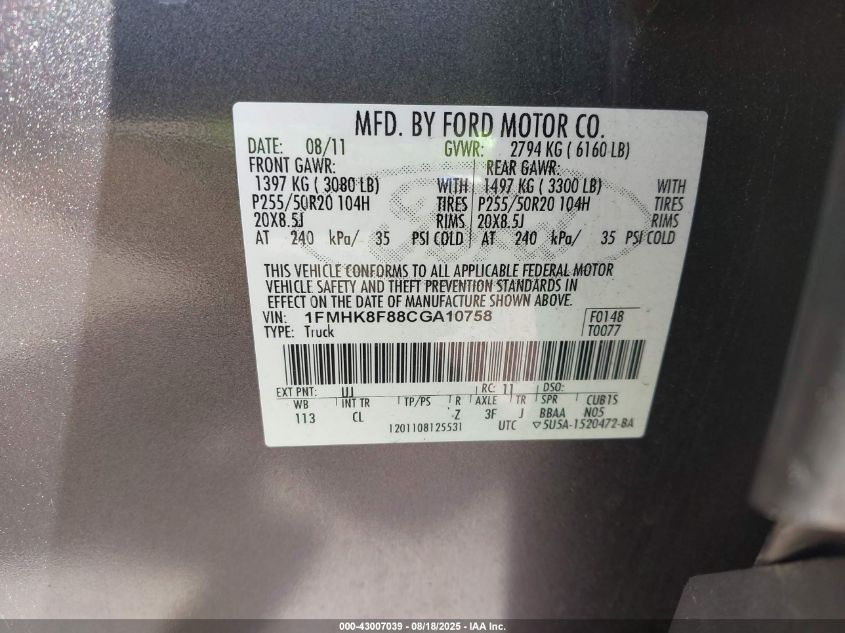 MFD. BY FORD MOTOR CO.
DATE: 08/11 GVWR: 2794 KG ( 6160 LB)
FRONT GAWR: REAR GAWR:
1397 KG ( 3080 LB) WITH 1497 KG ( 3300 LB) WITH
P255/50R20 104H TIRES P255/50R20 104H TIRES
20X8.5J RIMS 20X8.5J RIMS
AT 240 kPa/ 35 PSI COLD AT 240 kPa/ 35 PSI COLD
THIS VEHICLE CONFORMS TO ALL APPLICABLE FEDERAL MOTOR
VEHICLE SAFETY AND THEFT PREVENTION STANDARDS IN
EFFECT ON THE DATE OF MANUFACTURE SHOWN ABOVE.
VIN: 1FMHK8F88CGA10758 F0148
TYPE: Truck T0077
EXT PNT: UJ RC: 11 DSO:
WB INT TR TP/PS R AXLE TR SPR CUB1S
113 CL Z 3F J BBAA N05
1201108125531 UTC ▽5U5A-1520472-BA
000-43007039 - 08/18/2025 - IAA Inc.